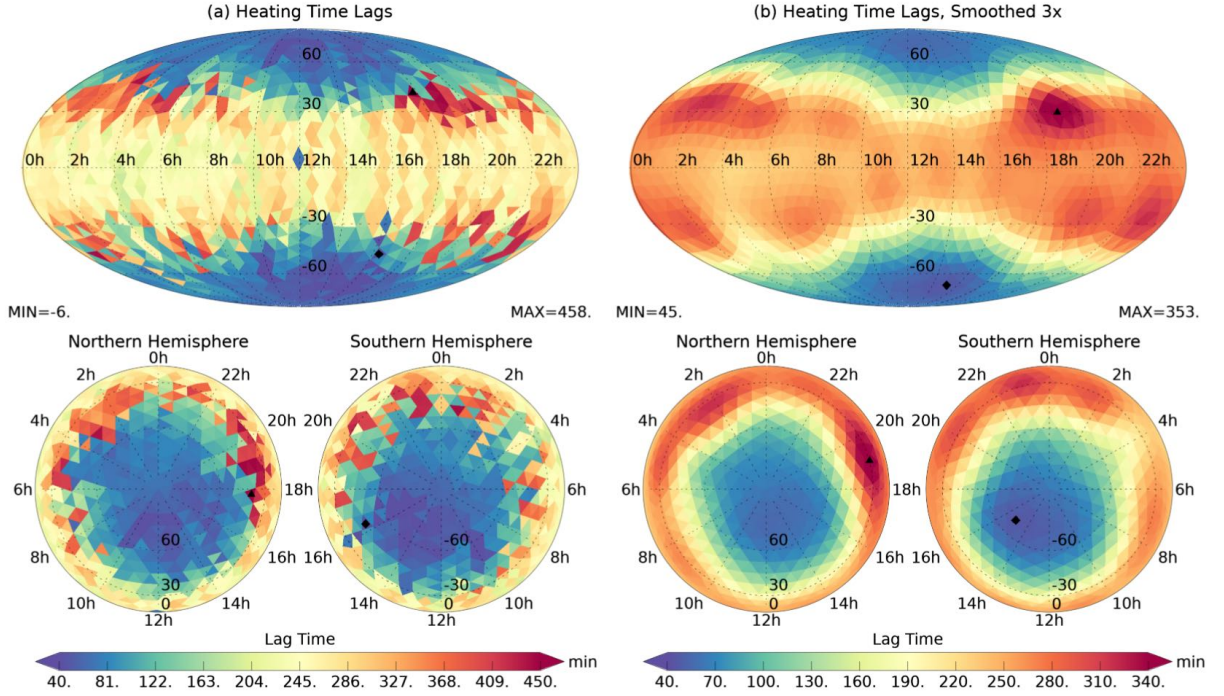 (a) Heating Time Lags
60
30
0h 2h 4h 6h 8h 10h 12h 14h 16h 18h 20h 22h
-30
-60
MIN=-6. MAX=458.
Northern Hemisphere
0h
2h 22h
4h 20h
6h 18h
8h 16h
10h 14h
12h
60
30
0
Southern Hemisphere
0h
22h 2h
20h 4h
18h 6h
16h 8h
14h 10h
12h
-60
-30
0
Lag Time
40. 81. 122. 163. 204. 245. 286. 327. 368. 409. 450. min
(b) Heating Time Lags, Smoothed 3x
60
30
0h 2h 4h 6h 8h 10h 12h 14h 16h 18h 20h 22h
-30
-60
MIN=45. MAX=353.
Northern Hemisphere
0h
2h 22h
4h 20h
6h 18h
8h 16h
10h 14h
12h
60
30
0
Southern Hemisphere
0h
22h 2h
20h 4h
18h 6h
16h 8h
14h 10h
12h
-60
-30
0
Lag Time
40. 70. 100. 130. 160. 190. 220. 250. 280. 310. 340. min